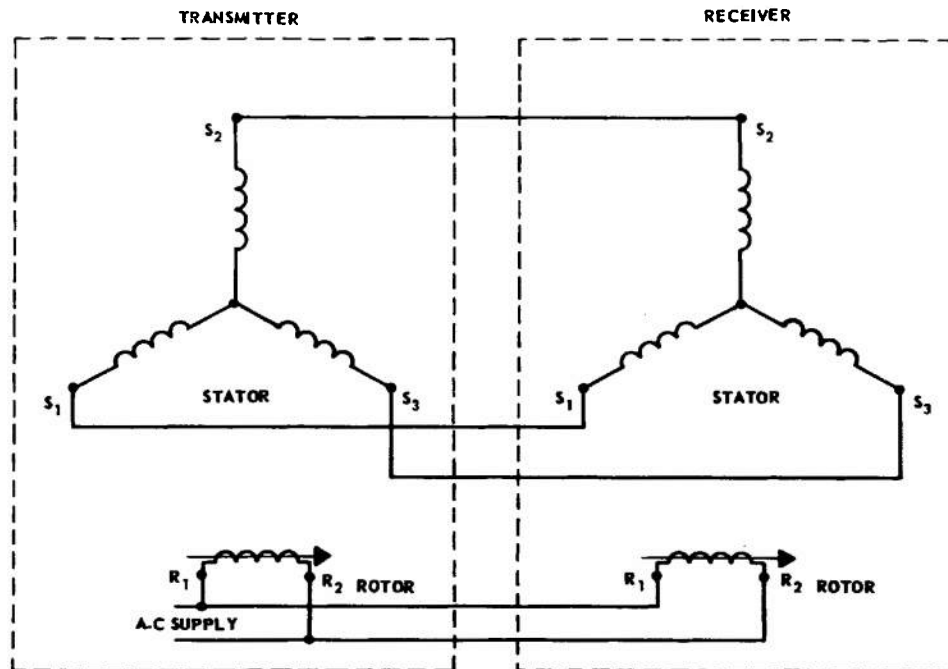 TRANSMITTER
RECEIVER
S2
S2
S1
STATOR
S3
S1
STATOR
S3
R1
R2 ROTOR
R1
R2 ROTOR
A-C SUPPLY